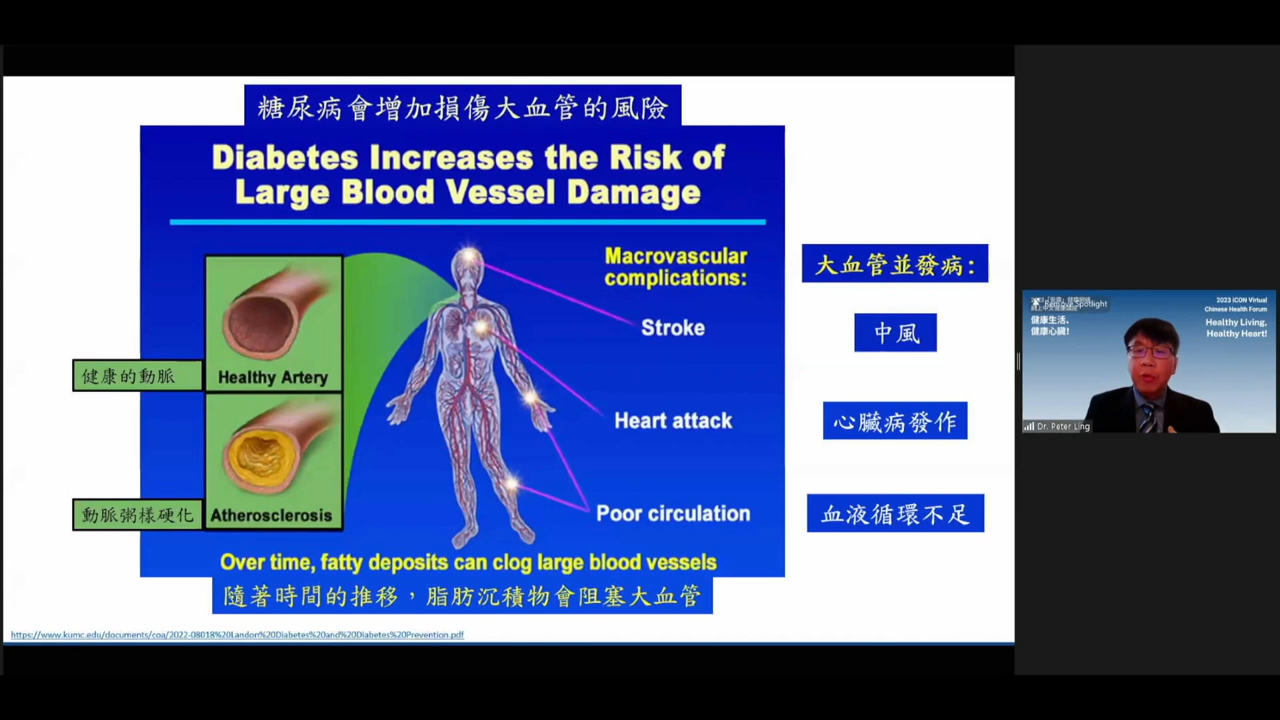 糖尿病會增加損傷大血管的風險
Diabetes Increases the Risk of
Large Blood Vessel Damage
Macrovascular
complications:
大血管並發病:
Stroke
中風
健康的動脈
Healthy Artery
Heart attack
心臟病發作
動脈粥樣硬化
Atherosclerosis
Poor circulation
血液循環不足
Over time, fatty deposits can clog large blood vessels
隨著時間的推移，脂肪沉積物會阻塞大血管
https://www.kumc.edu/documents/coa/2022-08018%20Landon%20Diabetes%20and%20Diabetes%20Prevention.pdf
Remove Spotlight
健康生活、
健康心臟!
2023 iCON Virtual
Chinese Health Forum
Healthy Living,
Healthy Heart!
Dr. Peter Ling